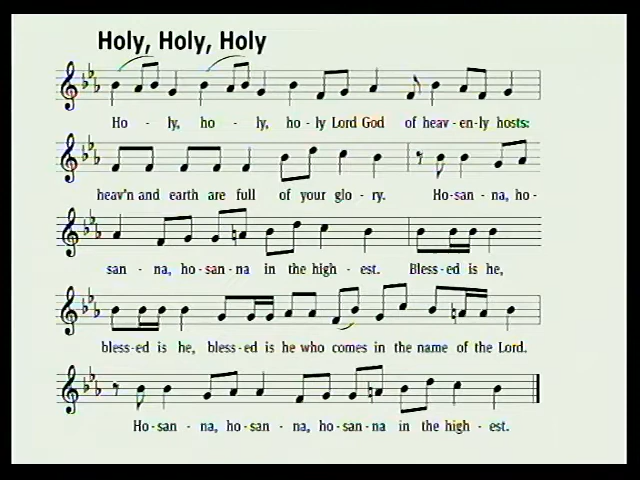 Holy, Holy, Holy
Ho - ly, ho - ly, ho - ly Lord God of heav - en - ly hosts:
heav'n and earth are full of your glo - ry. Ho - san - na, ho -
san - na, ho - san - na in the high - est. Bless - ed is he,
bless - ed is he, bless - ed is he who comes in the name of the Lord.
Ho - san - na, ho - san - na, ho - san - na in the high - est.